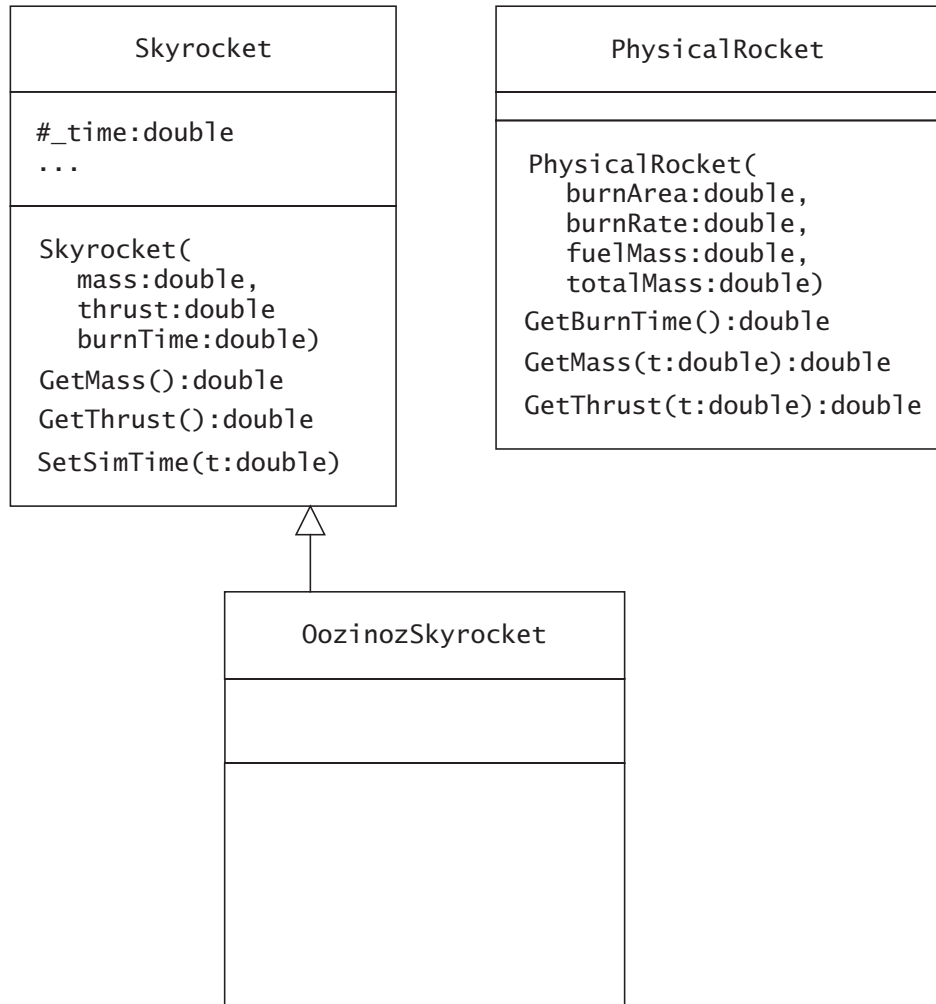 Skyrocket
#_time:double
...
Skyrocket(
mass:double,
thrust:double
burnTime:double)
GetMass():double
GetThrust():double
SetSimTime(t:double)
PhysicalRocket
PhysicalRocket(
burnArea:double,
burnRate:double,
fuelMass:double,
totalMass:double)
GetBurnTime():double
GetMass(t:double):double
GetThrust(t:double):double
OozinozSkyrocket